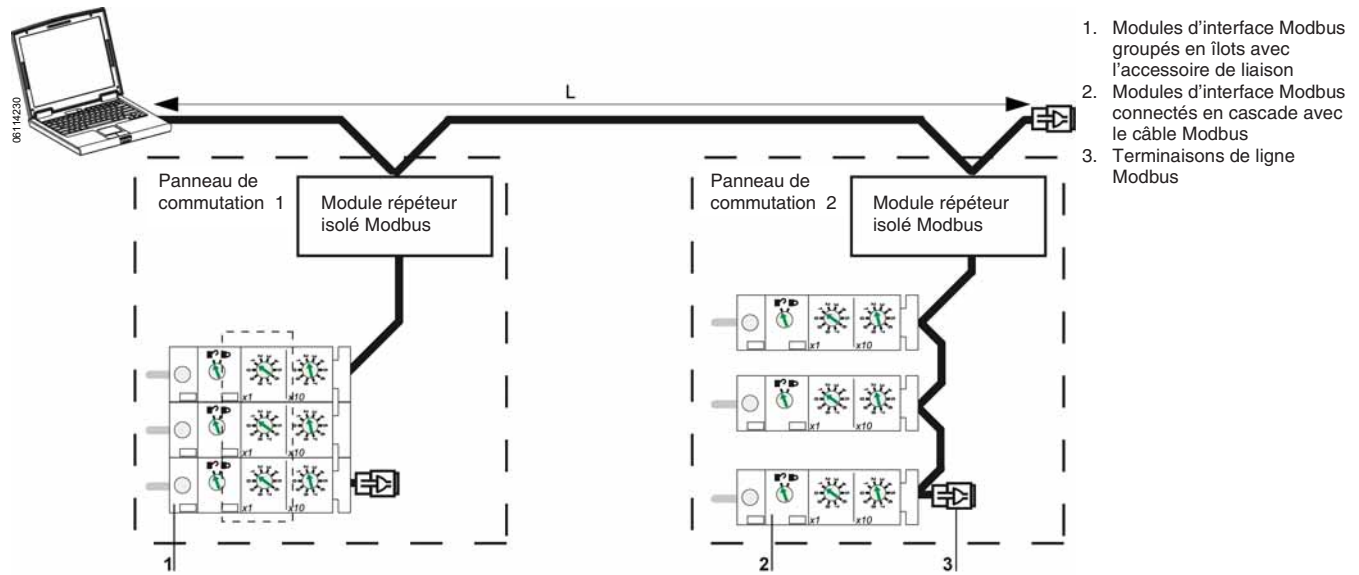 06114230
L
Panneau de
commutation 1
Module répéteur
isolé Modbus
x1
x10
x1
x10
x1
x10
1
Panneau de
commutation 2
Module répéteur
isolé Modbus
x1
x10
x1
x10
x1
x10
2
3
1. Modules d'interface Modbus
groupés en îlots avec
l'accessoire de liaison
2. Modules d'interface Modbus
connectés en cascade avec
le câble Modbus
3. Terminaisons de ligne
Modbus